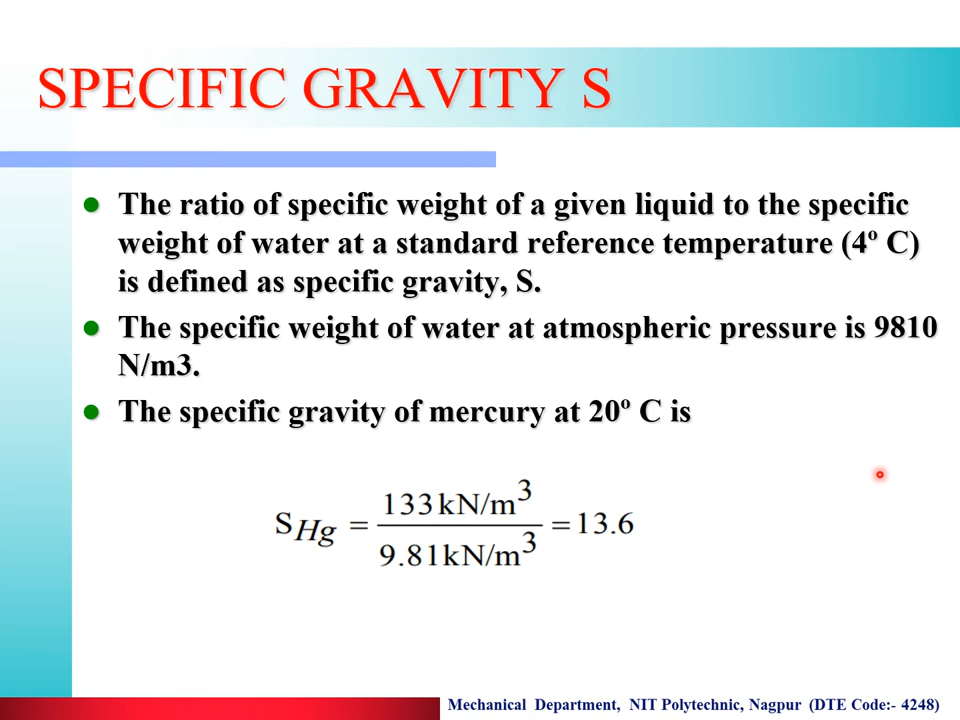 SPECIFIC GRAVITY S
● The ratio of specific weight of a given liquid to the specific
weight of water at a standard reference temperature (4º C)
is defined as specific gravity, S.
● The specific weight of water at atmospheric pressure is 9810
N/m3.
● The specific gravity of mercury at 20º C is
S_Hg = 133 kN/m³ / 9.81 kN/m³ = 13.6
Mechanical Department, NIT Polytechnic, Nagpur (DTE Code:- 4248)